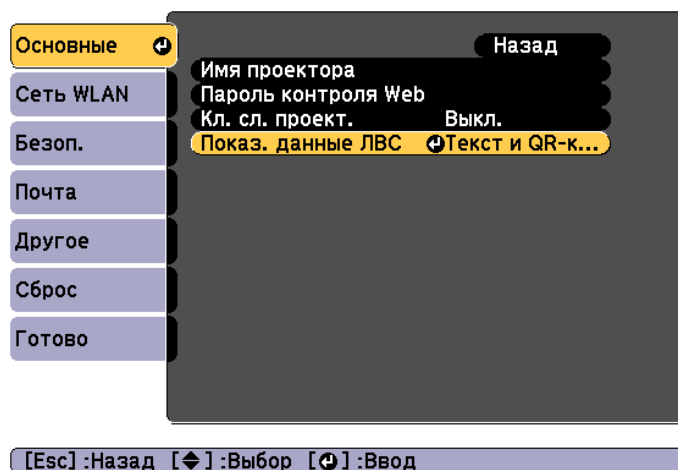 Основные
Сеть WLAN
Безоп.
Почта
Другое
Сброс
Готово
Назад
Имя проектора
Пароль контроля Web
Кл. сл. проект. Выкл.
Показ. данные ЛВС Текст и QR-к...
[Esc] :Назад [ ] :Выбор [ ] :Ввод